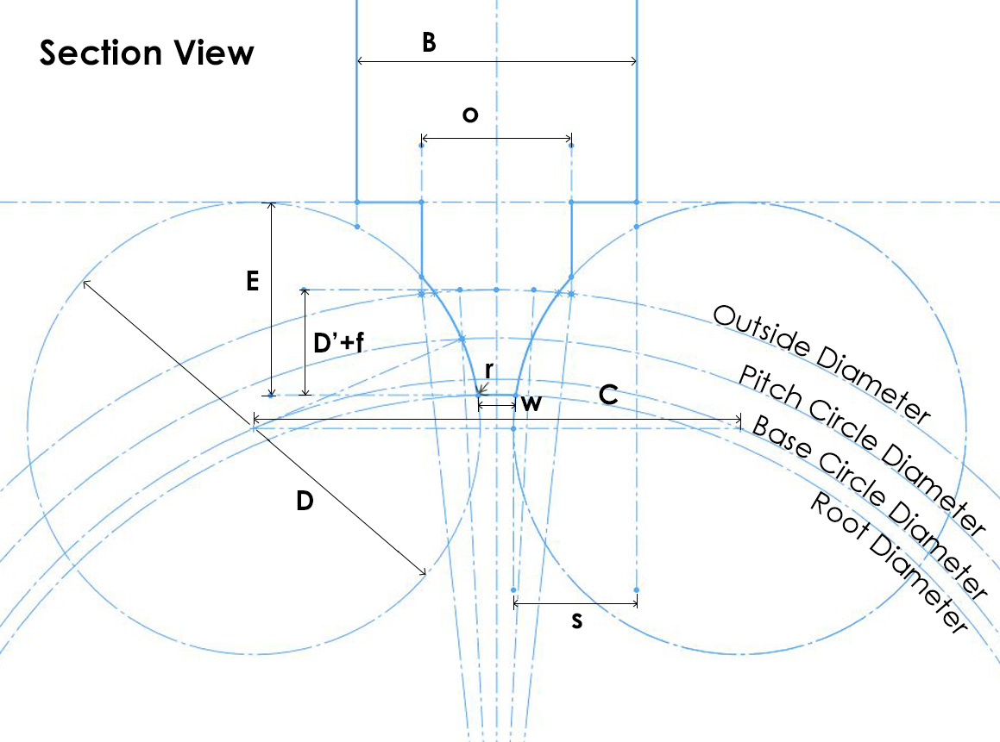 Section View
B
o
E
D'+f
r
w
C
D
s
Outside Diameter
Pitch Circle Diameter
Base Circle Diameter
Root Diameter